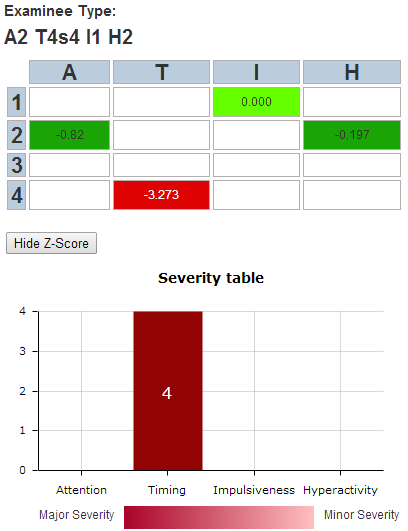 Examinee Type:
A2 T4s4 I1 H2
A T I H
1 0.000
2 -0.82 -0.197
3
4 -3.273
Hide Z-Score
Severity table
4
3
2
1
0
4
Attention Timing Impulsiveness Hyperactivity
Major Severity Minor Severity